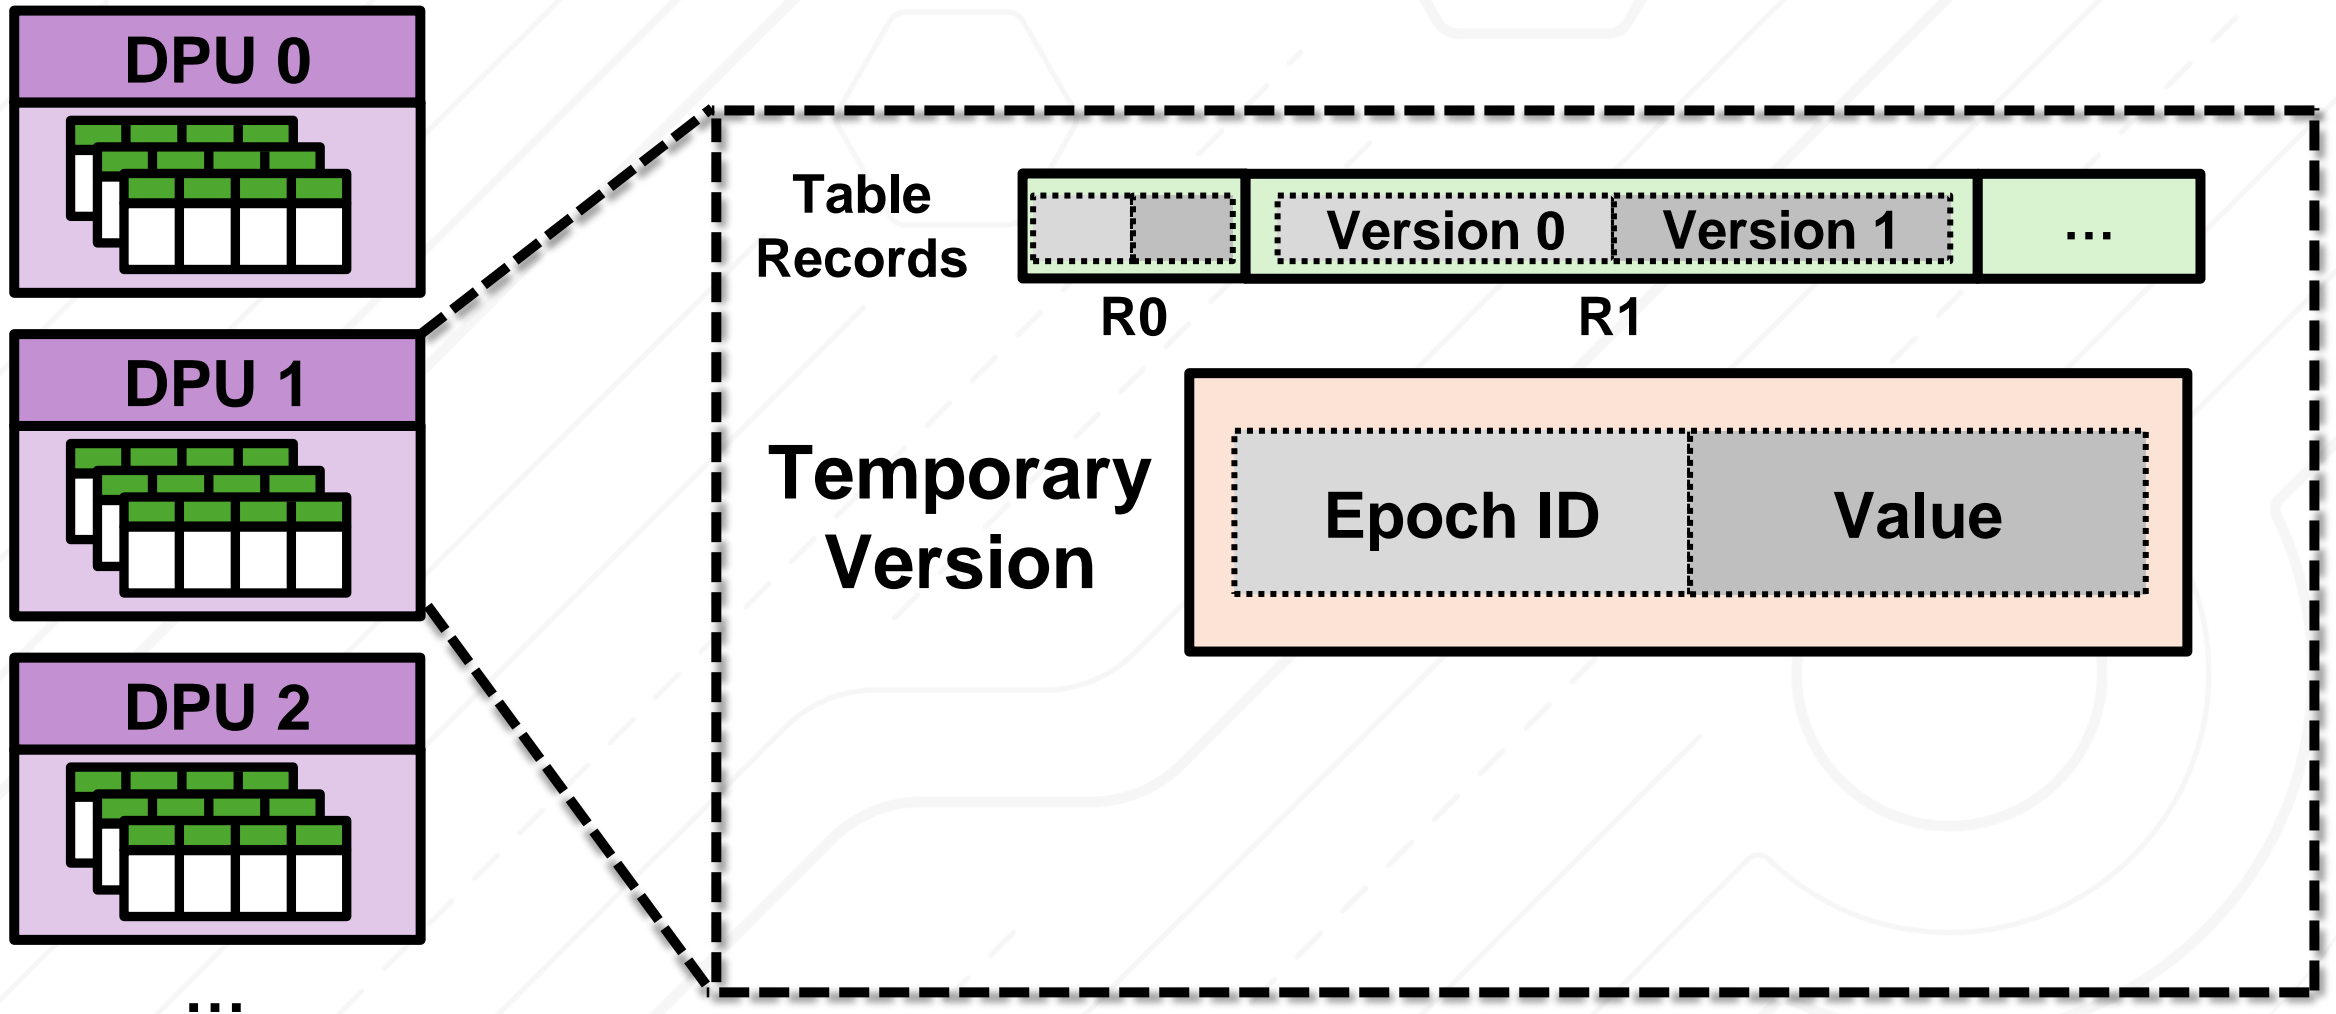 DPU 0
DPU 1
DPU 2
...
Table
Records
Version 0
Version 1
...
R0
R1
Temporary
Version
Epoch ID
Value